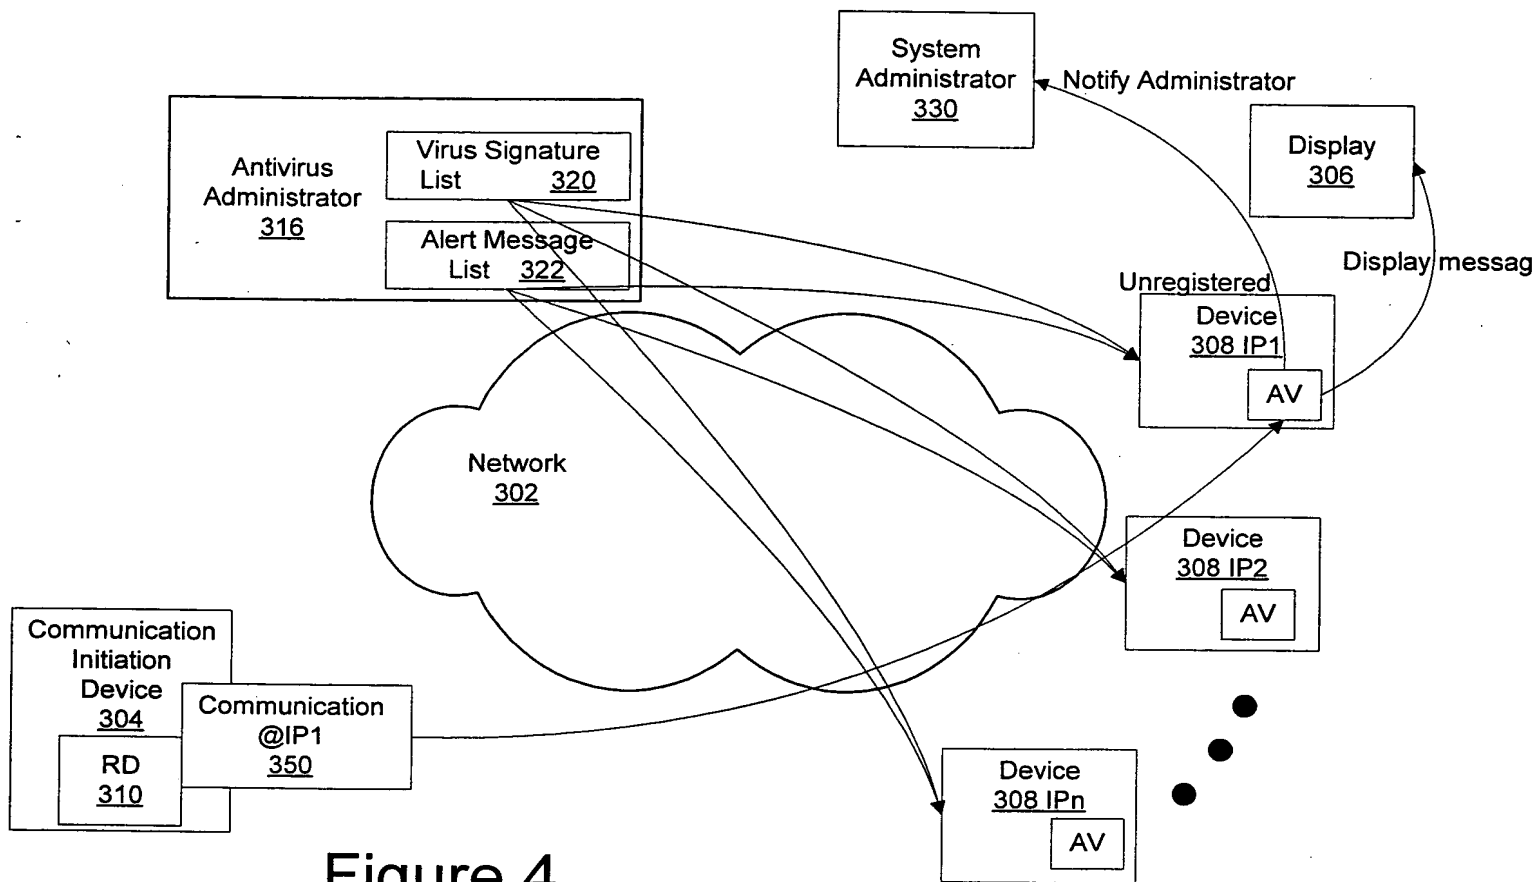 System
Administrator
330
Notify Administrator
Display
306
Display messag
Antivirus
Administrator
316
Virus Signature
List 320
Alert Message
List 322
Unregistered
Device
308 IP1
AV
Network
302
Device
308 IP2
AV
Communication
Initiation
Device
304
Communication
@IP1
350
RD
310
Device
308 IPn
AV
Figure 4